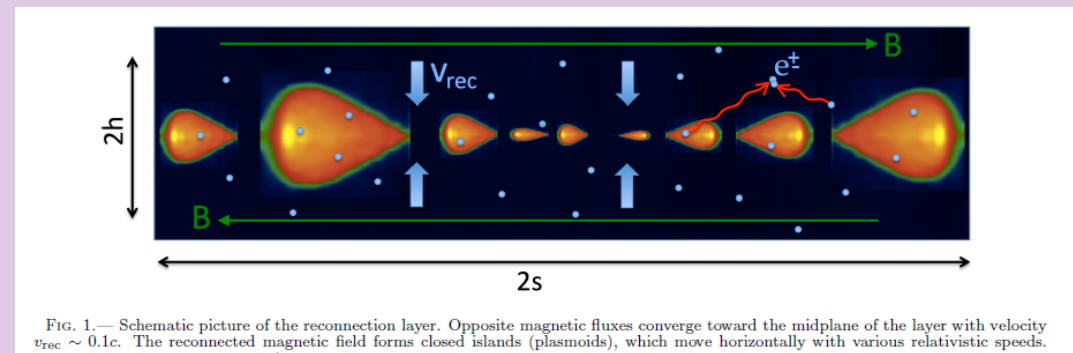 B
Vrec
e±
2h
B
2s
FIG. 1.— Schematic picture of the reconnection layer. Opposite magnetic fluxes converge toward the midplane of the layer with velocity
vrec ∼ 0.1c. The reconnected magnetic field forms closed islands (plasmoids), which move horizontally with various relativistic speeds.